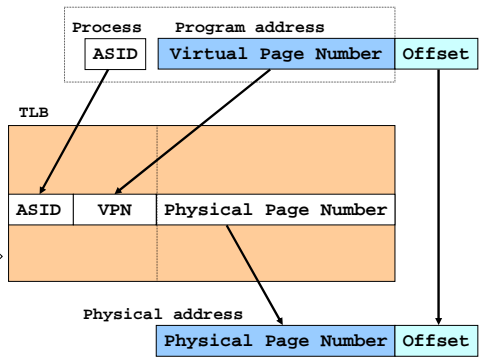 Process Program address
ASID Virtual Page Number Offset
TLB
ASID VPN Physical Page Number
Physical address
Physical Page Number Offset